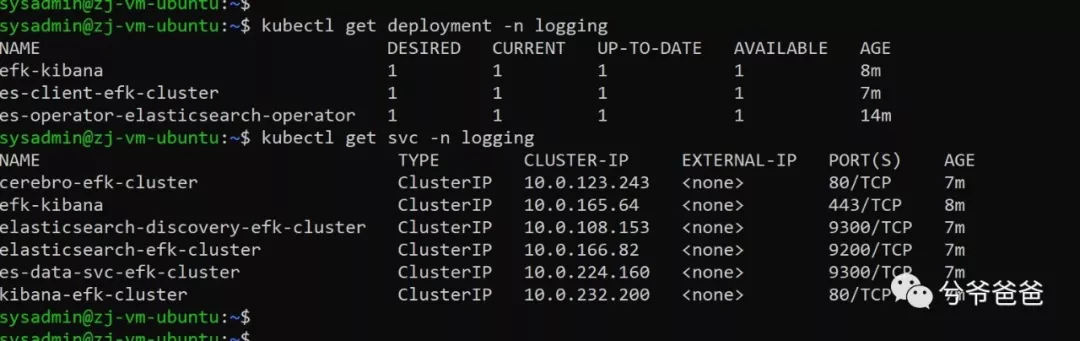 sysadmin@zj-vm-ubuntu:~$
sysadmin@zj-vm-ubuntu:~$ kubectl get deployment -n logging
NAME DESIRED CURRENT UP-TO-DATE AVAILABLE AGE
efk-kibana 1 1 1 1 8m
es-client-efk-cluster 1 1 1 1 7m
es-operator-elasticsearch-operator 1 1 1 1 14m
sysadmin@zj-vm-ubuntu:~$ kubectl get svc -n logging
NAME TYPE CLUSTER-IP EXTERNAL-IP PORT(S) AGE
cerebro-efk-cluster ClusterIP 10.0.123.243 <none> 80/TCP 7m
efk-kibana ClusterIP 10.0.165.64 <none> 443/TCP 8m
elasticsearch-discovery-efk-cluster ClusterIP 10.0.108.153 <none> 9300/TCP 7m
elasticsearch-efk-cluster ClusterIP 10.0.166.82 <none> 9200/TCP 7m
es-data-svc-efk-cluster ClusterIP 10.0.224.160 <none> 9300/TCP 7m
kibana-efk-cluster ClusterIP 10.0.232.200 <none> 80/TCP
兮爷爸爸
sysadmin@zj-vm-ubuntu:~$
sysadmin@zj-vm-ubuntu:~$